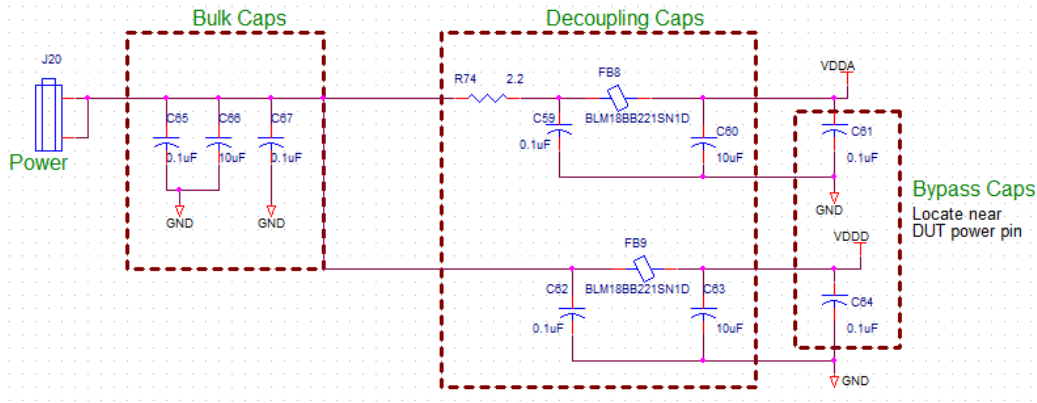 Bulk Caps
Decoupling Caps
J20
Power
C65
0.1uF
C66
10uF
C67
0.1uF
GND
GND
R74
2.2
C59
0.1uF
FB8
BLM18BB221SN1D
C60
10uF
VDDA
C61
0.1uF
GND
Bypass Caps
Locate near
DUT power pin
VDDD
FB9
BLM18BB221SN1D
C62
0.1uF
C63
10uF
C64
0.1uF
GND